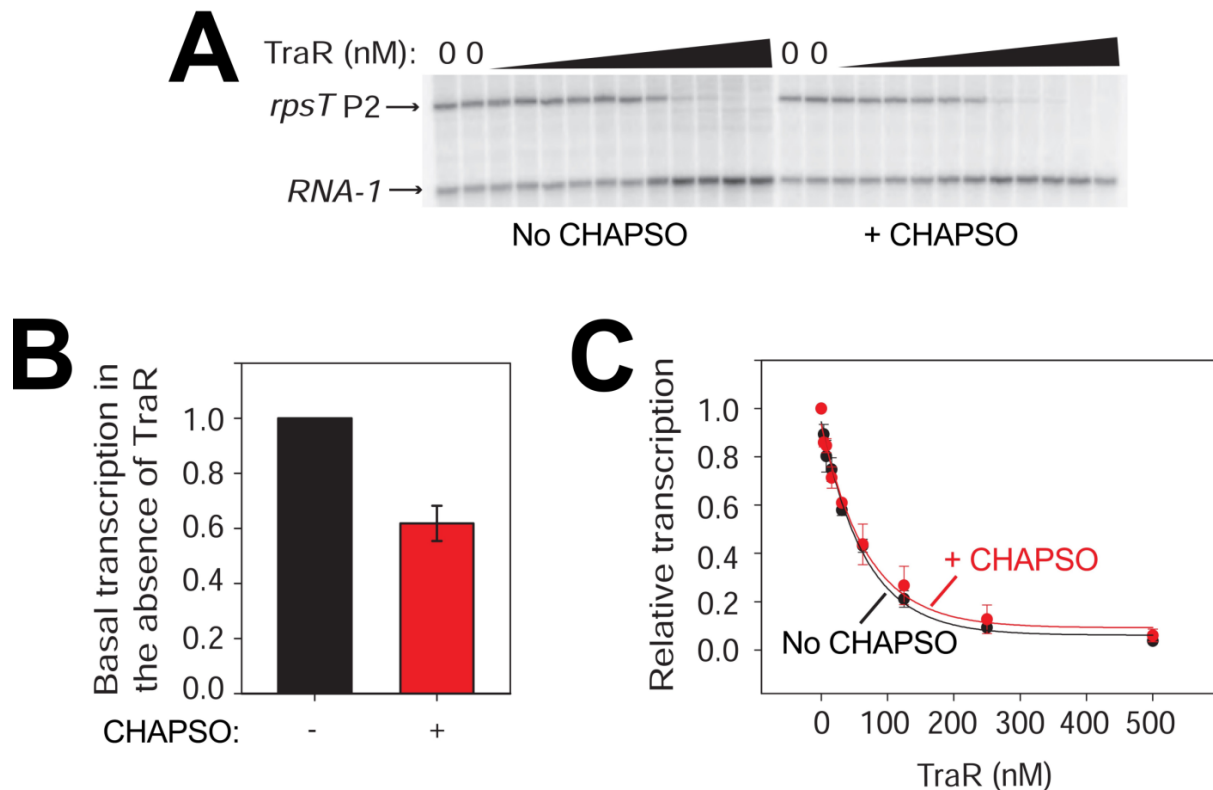 A
TraR (nM): 0 0 0 0
rpsT P2
RNA-1
No CHAPSO + CHAPSO
B
Basal transcription in
the absence of TraR
1.0
0.8
0.6
0.4
0.2
0.0
CHAPSO: - +
C
Relative transcription
1.0
0.8
0.6
0.4
0.2
0.0
+ CHAPSO
No CHAPSO
0 100 200 300 400 500
TraR (nM)